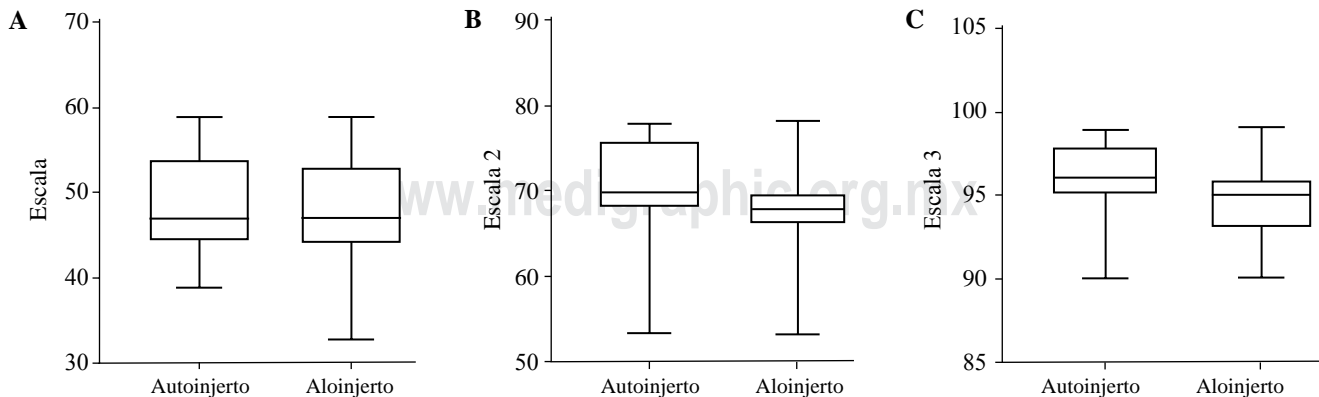 A
Escala
70
60
50
40
30
Autoinjerto
Aloinjerto
B
Escala 2
90
80
70
60
50
Autoinjerto
Aloinjerto
C
Escala 3
105
100
95
90
85
Autoinjerto
Aloinjerto
www.medigraphic.org.mx